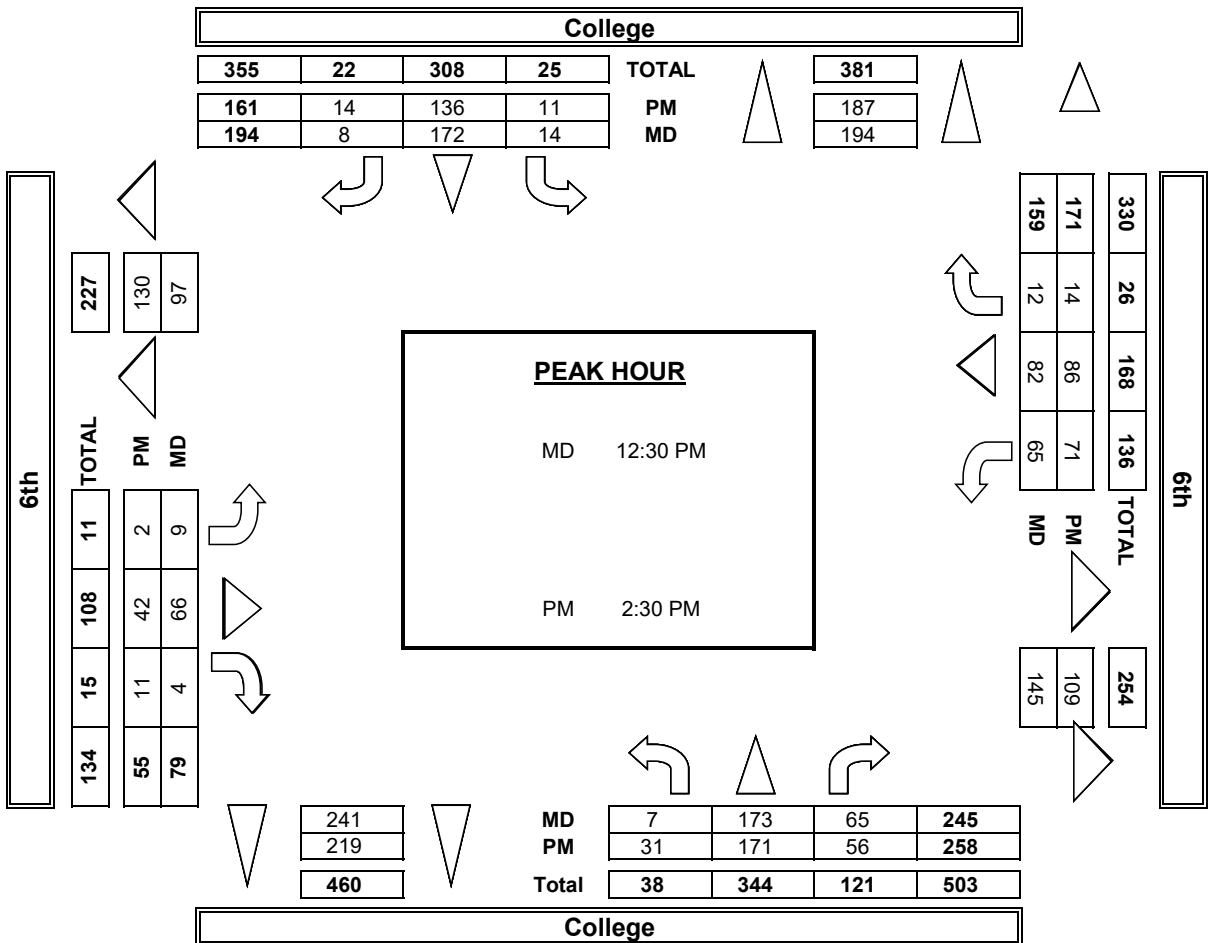 College
355 22 308 25 TOTAL 381
161 14 136 11 PM 187
194 8 172 14 MD 194
6th
227
130
97
TOTAL
PM
MD
11 108 15 134
2 42 11 55
9 66 4 79
PEAK HOUR
MD 12:30 PM
PM 2:30 PM
330 26 168 136 TOTAL 254
171 14 86 71 PM 109
159 12 82 65 MD 145
6th
241 MD 7 173 65 245
219 PM 31 171 56 258
460 Total 38 344 121 503
College